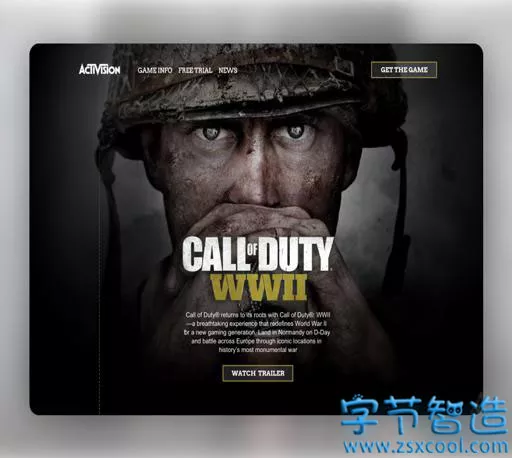 ACTIVISION GAME INFO FREE TRIAL NEWS GET THE GAME
CALL OF DUTY
WWII
Call of Duty® returns to its roots with Call of Duty®: WWII
—a breathtaking experience that redefines World War II
for a new gaming generation. Land in Normandy on D-Day
and battle across Europe through iconic locations in
history's most monumental war
WATCH TRAILER
字节智造
www.zsxcool.com